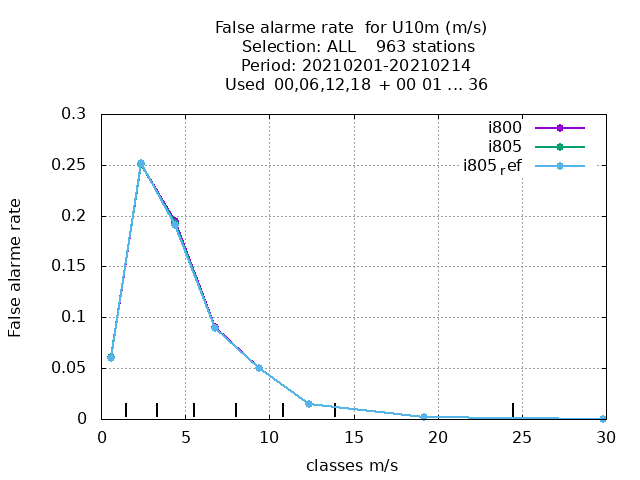 False alarme rate  for U10m (m/s)
Selection: ALL    963 stations
Period: 20210201-20210214
Used  00,06,12,18  + 00 01 ... 36
i800
i805
i805ref
False alarme rate
0.3
0.25
0.2
0.15
0.1
0.05
0
0 5 10 15 20 25 30
classes m/s